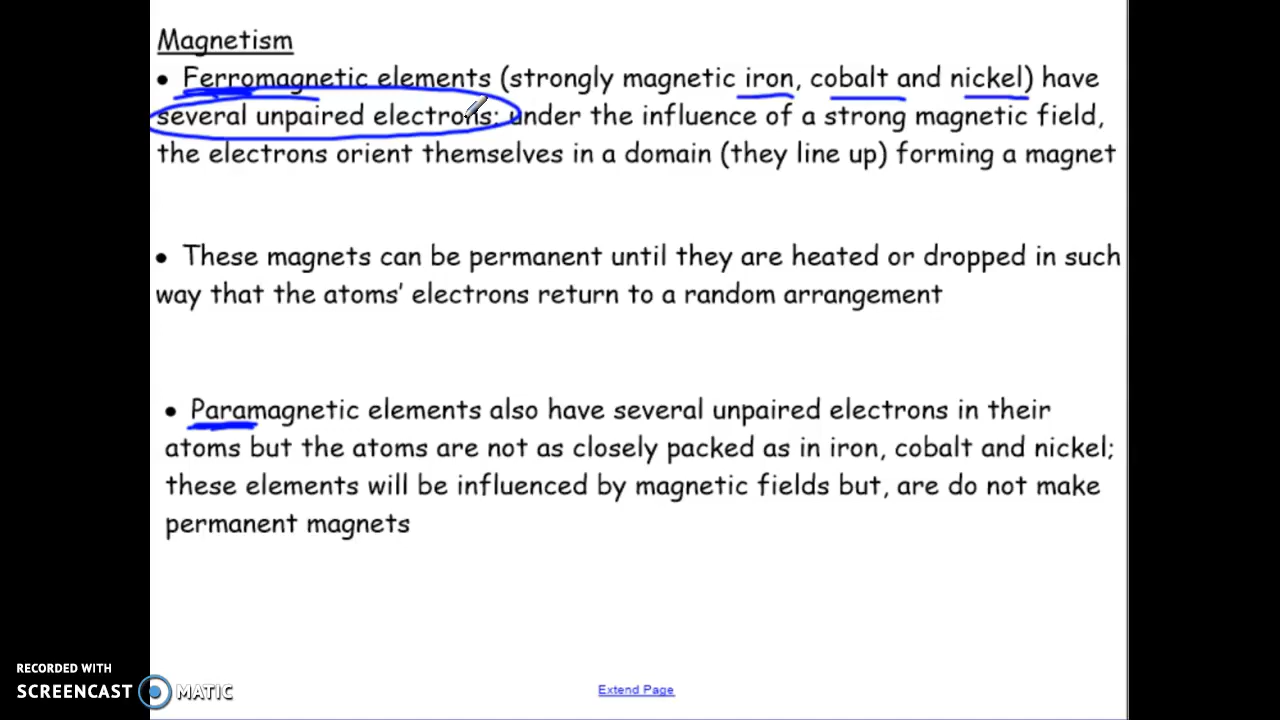 Magnetism
• Ferromagnetic elements (strongly magnetic iron, cobalt and nickel) have
several unpaired electrons; under the influence of a strong magnetic field,
the electrons orient themselves in a domain (they line up) forming a magnet
• These magnets can be permanent until they are heated or dropped in such
way that the atoms' electrons return to a random arrangement
• Paramagnetic elements also have several unpaired electrons in their
atoms but the atoms are not as closely packed as in iron, cobalt and nickel;
these elements will be influenced by magnetic fields but, are do not make
permanent magnets
RECORDED WITH
SCREENCAST MATIC
Extend Page